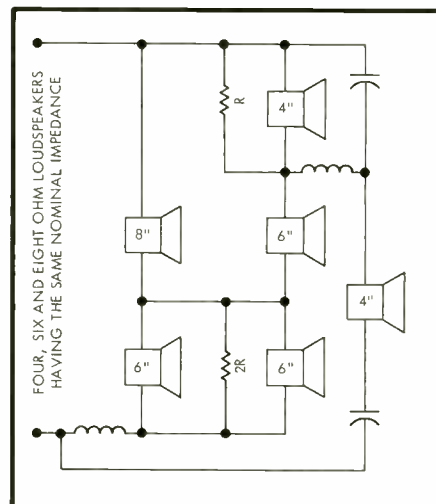 FOUR, SIX AND EIGHT OHM LOUDSPEAKERS
HAVING THE SAME NOMINAL IMPEDANCE
8"
R
4"
6"
6"
2R
6"
4"